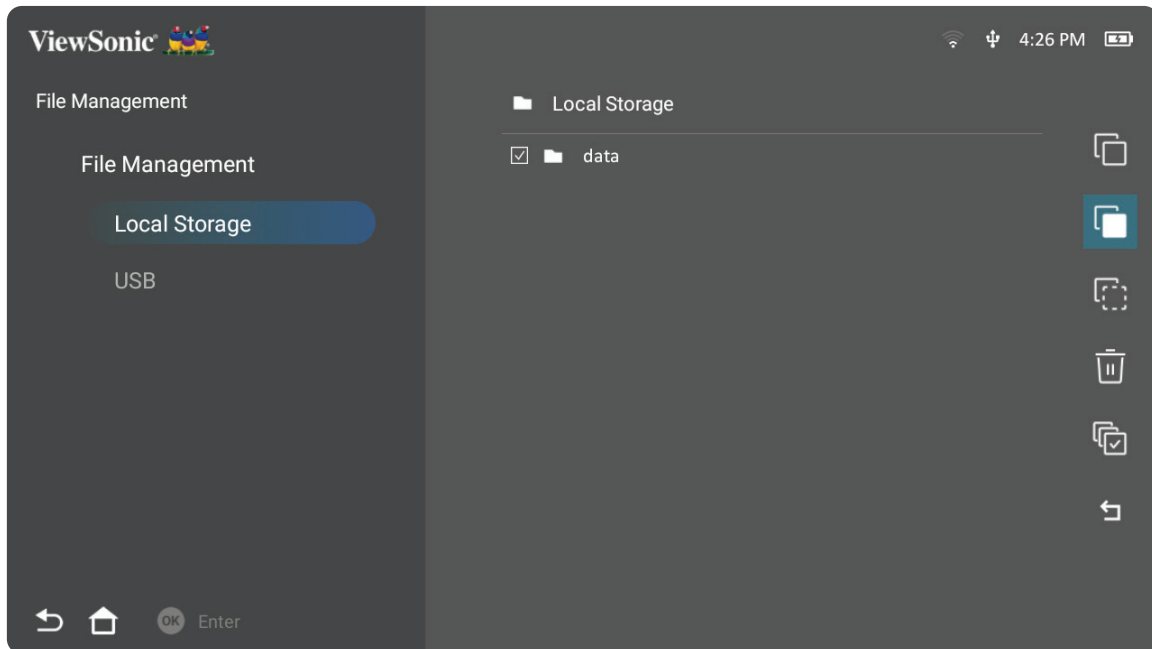 ViewSonic®
4:26 PM
File Management
File Management
Local Storage
USB
Local Storage
data
OK Enter